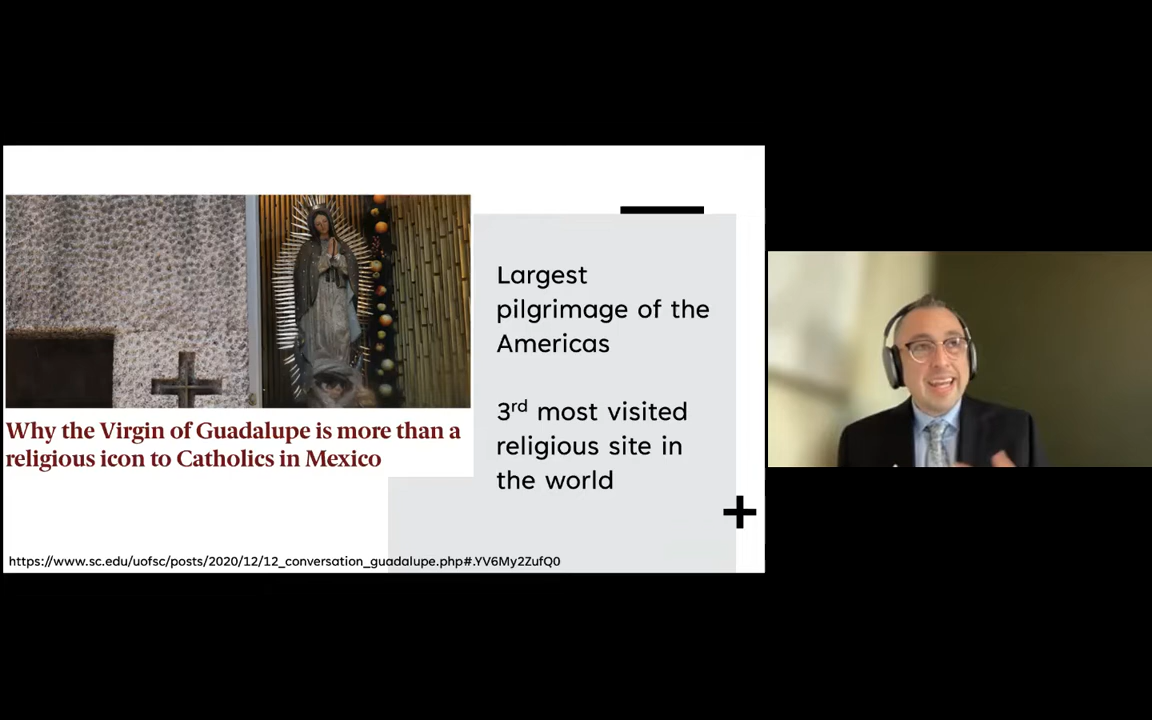 Largest
pilgrimage of the
Americas
3rd most visited
religious site in
the world
Why the Virgin of Guadalupe is more than a
religious icon to Catholics in Mexico
https://www.sc.edu/uofsc/posts/2020/12/12_conversation_guadalupe.php#.YV6My2ZufQ0